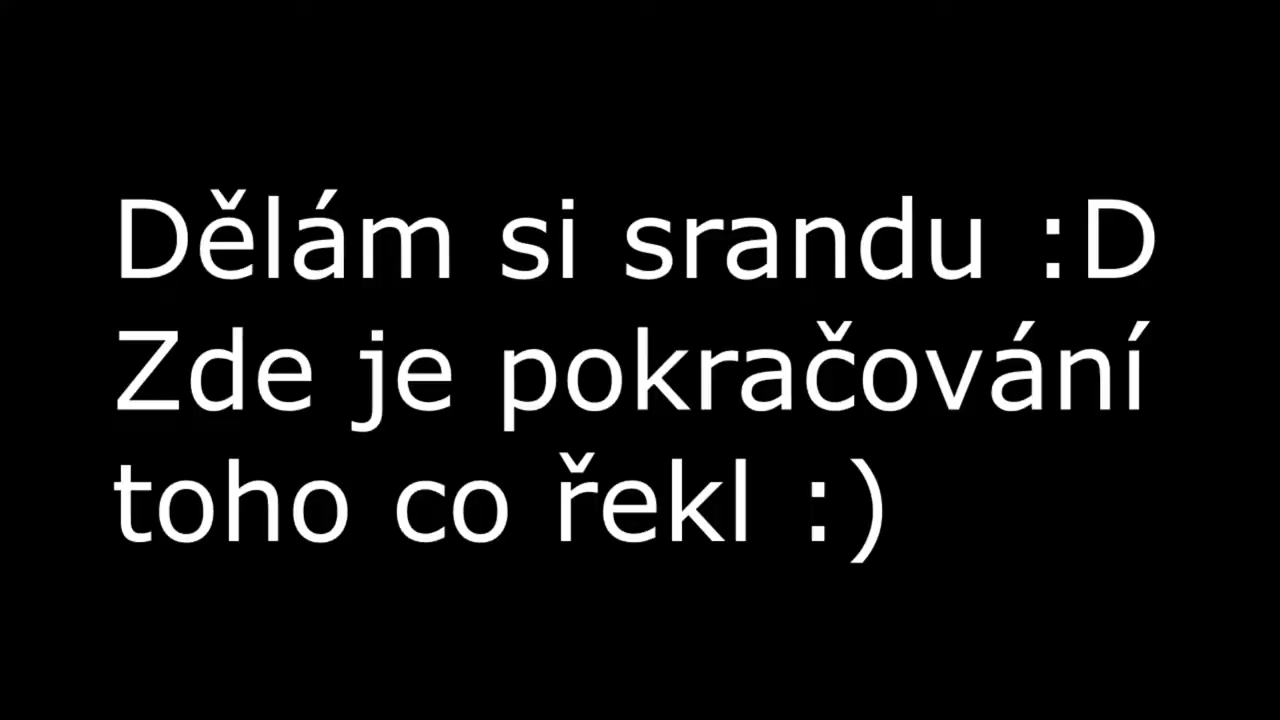 Dělám si srandu :D
Zde je pokračování
toho co řekl :)